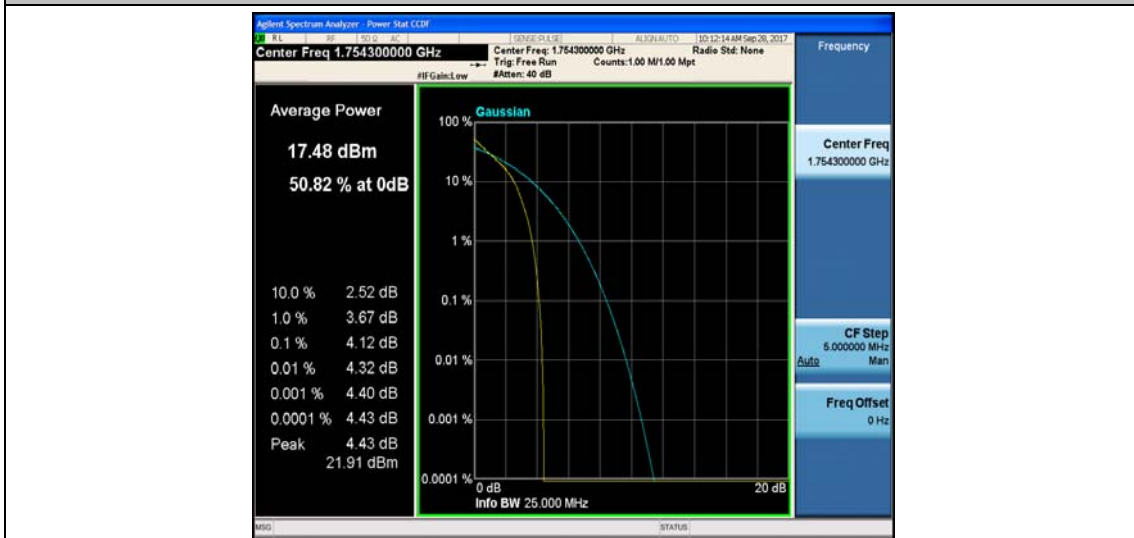 Agilent Spectrum Analyzer - Power Stat CCDF
RL RF 50 Ω AC SENSE:PULSE ALIGN AUTO 10:12:14 AM Sep 28, 2017
Center Freq 1.754300000 GHz
Center Freq: 1.754300000 GHz Radio Std: None
Trig: Free Run Counts:1.00 M/1.00 Mpt
#IFGain:Low #Atten: 40 dB
Frequency
Average Power
17.48 dBm
50.82 % at 0dB
10.0 % 2.52 dB
1.0 % 3.67 dB
0.1 % 4.12 dB
0.01 % 4.32 dB
0.001 % 4.40 dB
0.0001 % 4.43 dB
Peak 4.43 dB
21.91 dBm
Gaussian
100 %
10 %
1 %
0.1 %
0.01 %
0.001 %
0.0001 %
0 dB 20 dB
Info BW 25.000 MHz
Center Freq
1.754300000 GHz
CF Step
5.000000 MHz
Auto Man
Freq Offset
0 Hz
MSG STATUS